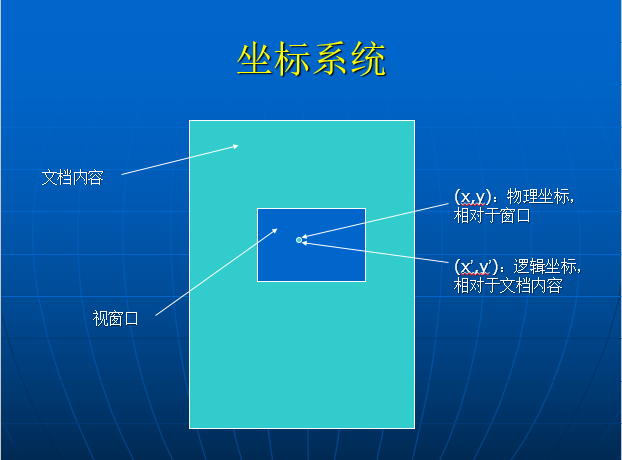 坐标系统
文档内容
(x,y)：物理坐标，
相对于窗口
(x',y')：逻辑坐标，
相对于文档内容
视窗口